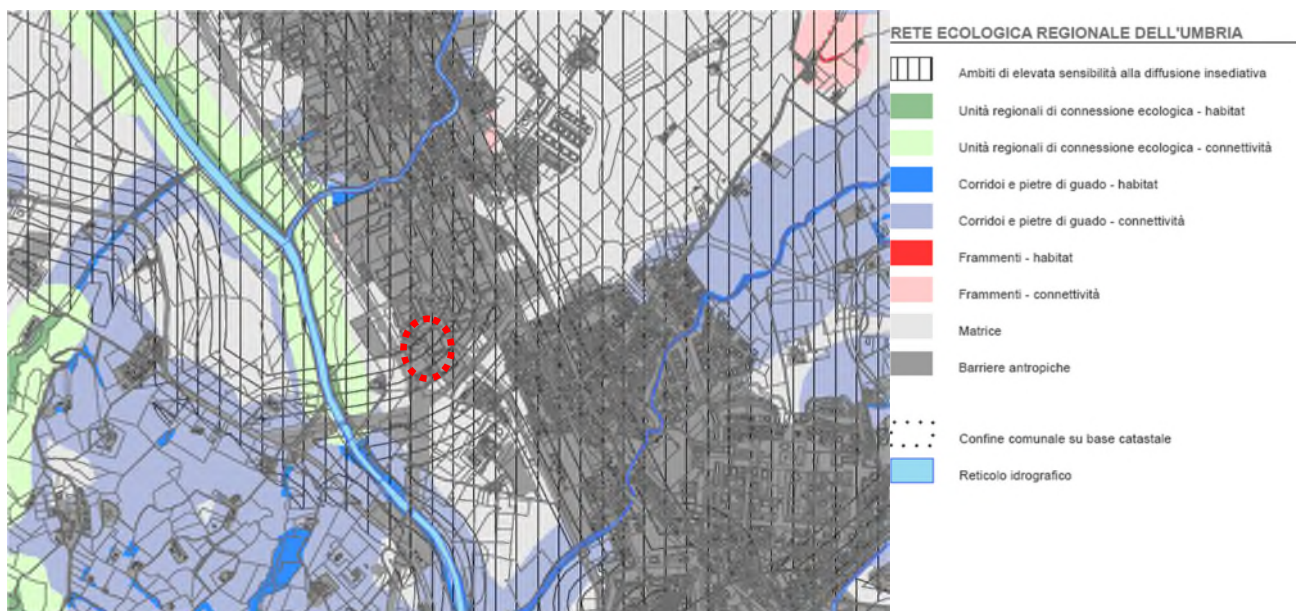 RETE ECOLOGICA REGIONALE DELL'UMBRIA
Ambiti di elevata sensibilità alla diffusione insediativa
Unità regionali di connessione ecologica - habitat
Unità regionali di connessione ecologica - connettività
Corridoi e pietre di guado - habitat
Corridoi e pietre di guado - connettività
Frammenti - habitat
Frammenti - connettività
Matrice
Barriere antropiche
Confine comunale su base catastale
Reticolo idrografico